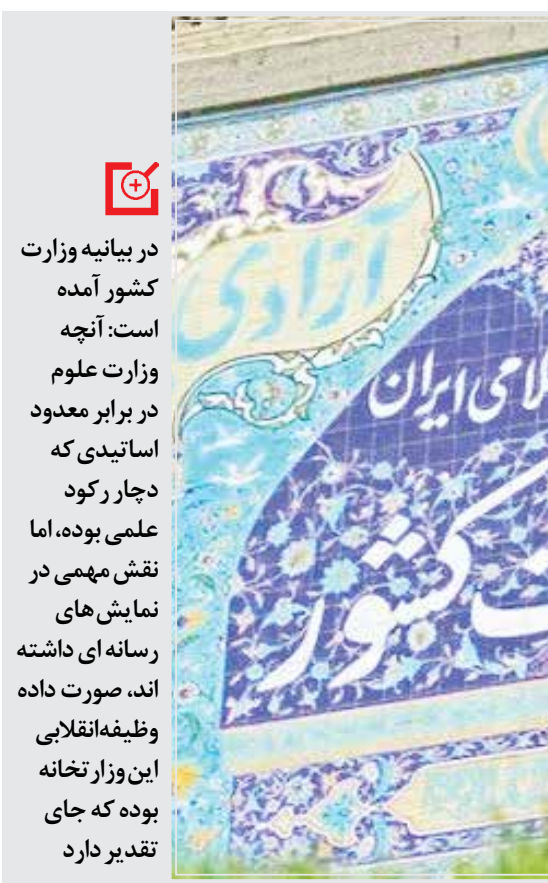 در بیانیه وزارت
کشور آمده
است: آنچه
وزارت علوم
در برابر معدود
اساتیدی که
دچار رکود
علمی بوده، اما
نقش مهمی در
نمایش های
رسانه ای داشته
اند، صورت داده
وظیفه‌انقلابی
این وزارتخانه
بوده که جای
تقدیر دارد
آزادی
لامی ایران
ت کشور